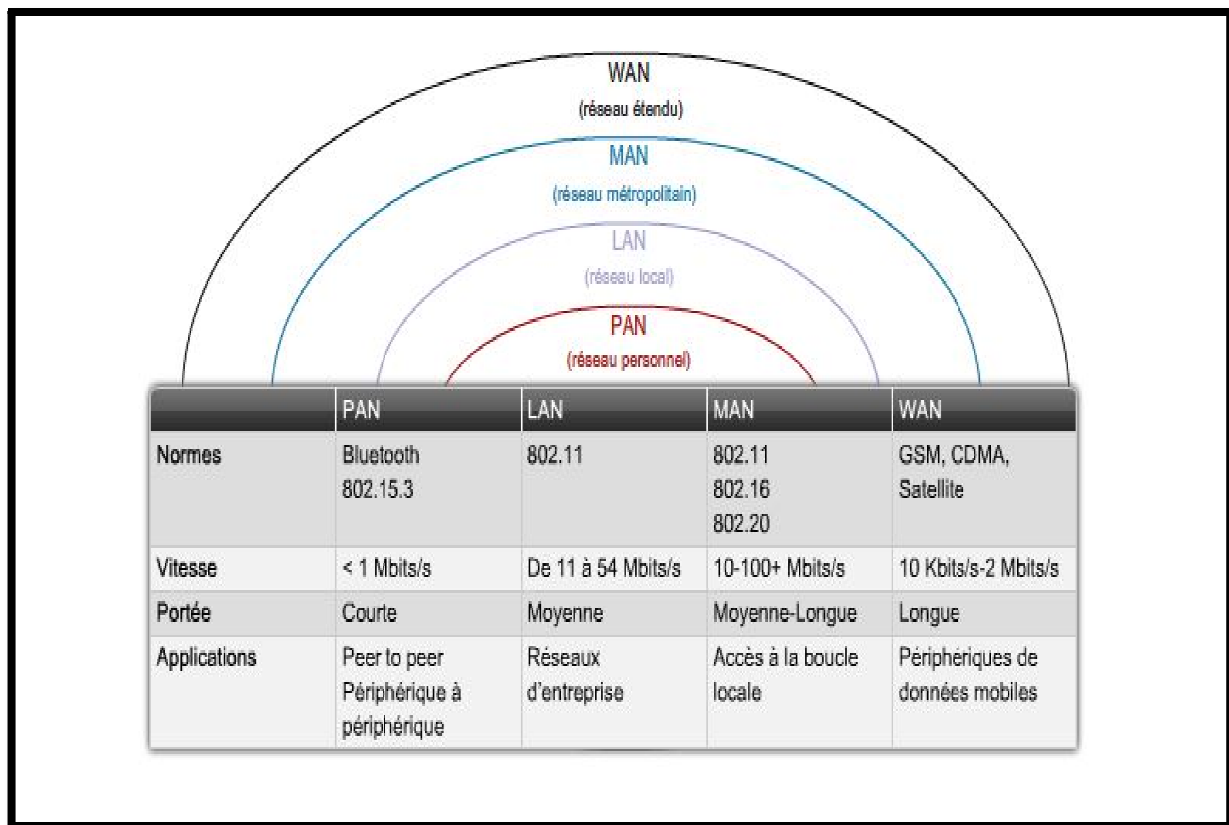 WAN
(réseau étendu)
MAN
(réseau métropolitain)
LAN
(réseau local)
PAN
(réseau personnel)
PAN LAN MAN WAN
Normes Bluetooth 802.11 802.11 GSM, CDMA,
802.15.3 802.16 Satellite
802.20
Vitesse < 1 Mbits/s De 11 à 54 Mbits/s 10-100+ Mbits/s 10 Kbits/s-2 Mbits/s
Portée Courte Moyenne Moyenne-Longue Longue
Applications Peer to peer Réseaux Accès à la boucle Périphériques de
Périphérique à d'entreprise locale données mobiles
périphérique